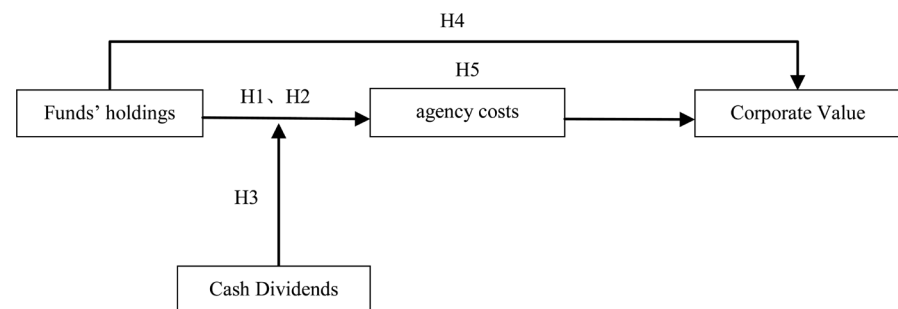 H4
H5
H1、H2
Funds’ holdings
agency costs
Corporate Value
H3
Cash Dividends